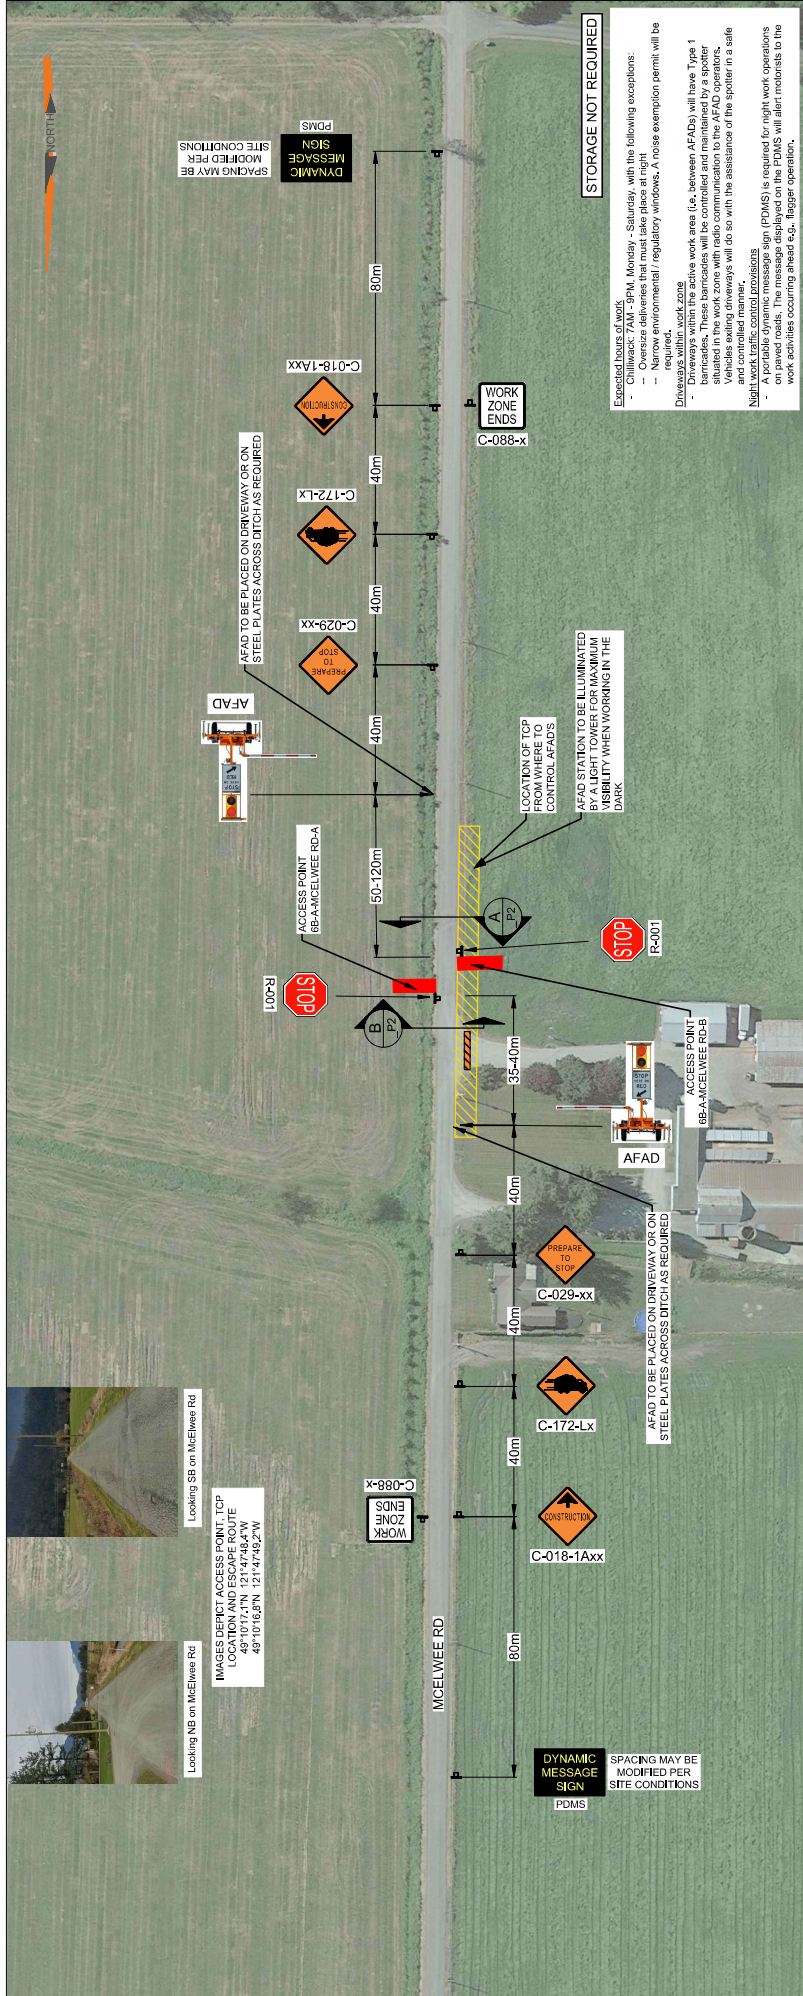 NORTH
SPACING MAY BE
MODIFIED PER
SITE CONDITIONS
DYNAMIC
MESSAGE
SIGN
PDMS
80m
C-018-1Axx
CONSTRUCTION
WORK
ZONE
ENDS
C-088-x
40m
C-172-Lx
40m
C-029-xx
PREPARE
TO
STOP
40m
AFAD TO BE PLACED ON DRIVEWAY OR ON
STEEL PLATES ACROSS DITCH AS REQUIRED
AFAD
STOP
HERE ON
RED
50-120m
ACCESS POINT
6B-A-MCELWEE RD-A
R-001
STOP
B
P2
A
P2
LOCATION OF TCP
FROM WHERE TO
CONTROL AFAD'S
AFAD STATION TO BE ILLUMINATED
BY A LIGHT TOWER FOR MAXIMUM
VISIBILITY WHEN WORKING IN THE
DARK
STOP
R-001
ACCESS POINT
6B-A-MCELWEE RD-B
35-40m
STOP
HERE ON
RED
AFAD
AFAD TO BE PLACED ON DRIVEWAY OR ON
STEEL PLATES ACROSS DITCH AS REQUIRED
40m
PREPARE
TO
STOP
C-029-xx
40m
C-172-Lx
40m
CONSTRUCTION
C-018-1Axx
C-088-x
WORK
ZONE
ENDS
80m
MCELWEE RD
DYNAMIC
MESSAGE
SIGN
PDMS
SPACING MAY BE
MODIFIED PER
SITE CONDITIONS
Looking SB on McElwee Rd
Looking NB on McElwee Rd
IMAGES DEPICT ACCESS POINT, TCP
LOCATION AND ESCAPE ROUTE
49°10'17.1"N 121°47'48.4"W
49°10'16.8"N 121°47'49.2"W
STORAGE NOT REQUIRED
Expected hours of work
- Chilliwack: 7AM - 9PM, Monday - Saturday, with the following exceptions:
-- Oversize deliveries that must take place at night
-- Narrow environmental / regulatory windows. A noise exemption permit will be
required.
Driveways within work zone
- Driveways within the active work area (i.e. between AFADs) will have Type 1
barricades. These barricades will be controlled and maintained by a spotter
situated in the work zone with radio communication to the AFAD operators.
Vehicles exiting driveways will do so with the assistance of the spotter in a safe
and controlled manner.
Night work traffic control provisions
- A portable dynamic message sign (PDMS) is required for night work operations
on paved roads. The message displayed on the PDMS will alert motorists to the
work activities occurring ahead e.g., flagger operation.